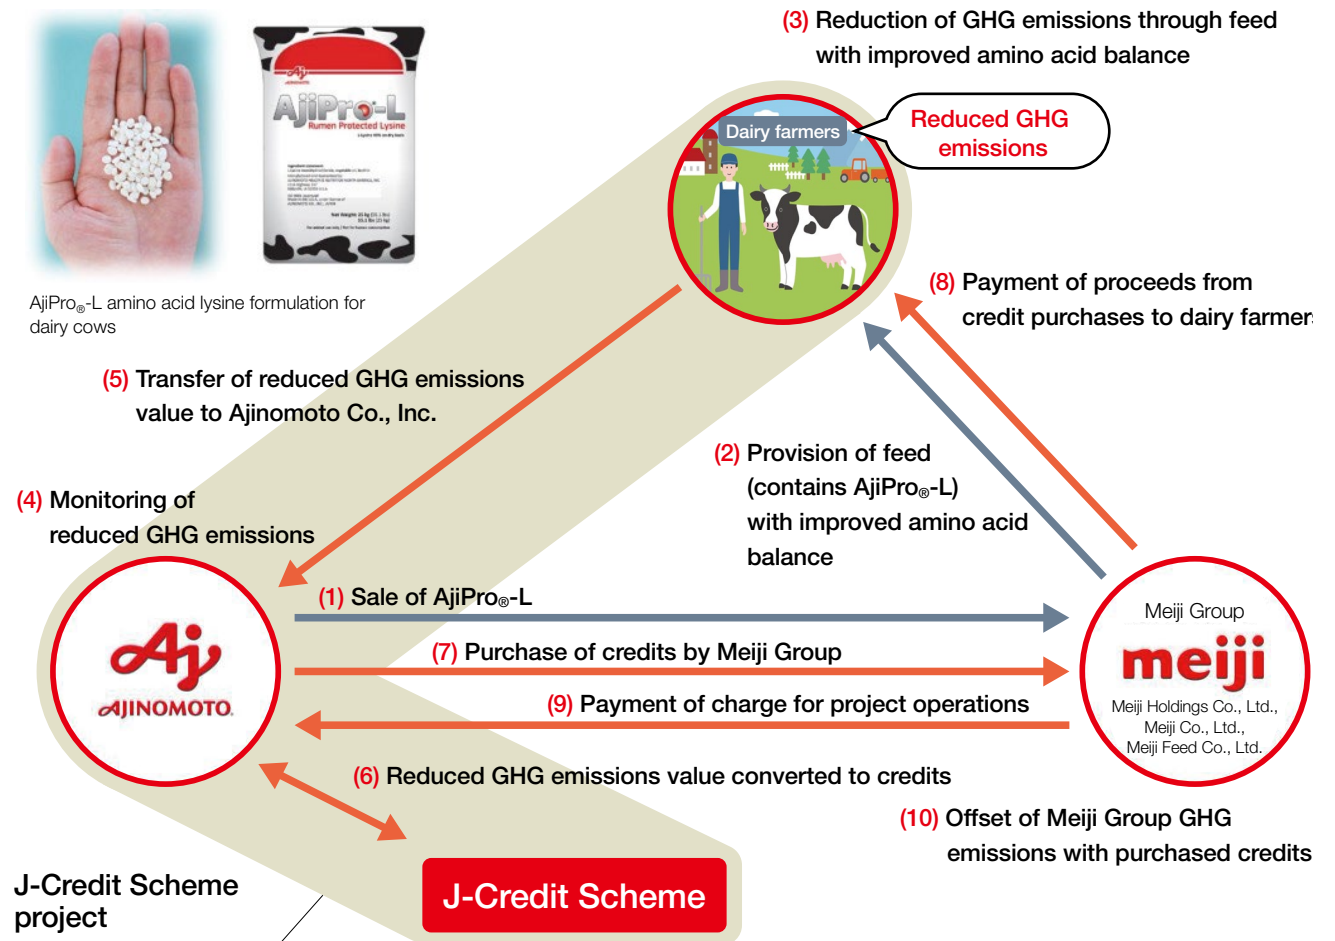 (3) Reduction of GHG emissions through feed
with improved amino acid balance
Aj
AJINOMOTO
AjiPro®-L
Rumen Protected Lysine
Dairy farmers
Reduced GHG
emissions
AjiPro®-L amino acid lysine formulation for
dairy cows
(8) Payment of proceeds from
credit purchases to dairy farmers
(5) Transfer of reduced GHG emissions
value to Ajinomoto Co., Inc.
(2) Provision of feed
(contains AjiPro®-L)
with improved amino acid
balance
(4) Monitoring of
reduced GHG emissions
(1) Sale of AjiPro®-L
(7) Purchase of credits by Meiji Group
(9) Payment of charge for project operations
(6) Reduced GHG emissions value converted to credits
Aj
AJINOMOTO.
Meiji Group
meiji
Meiji Holdings Co., Ltd.,
Meiji Co., Ltd.,
Meiji Feed Co., Ltd.
(10) Offset of Meiji Group GHG
emissions with purchased credits
J-Credit Scheme
project
J-Credit Scheme